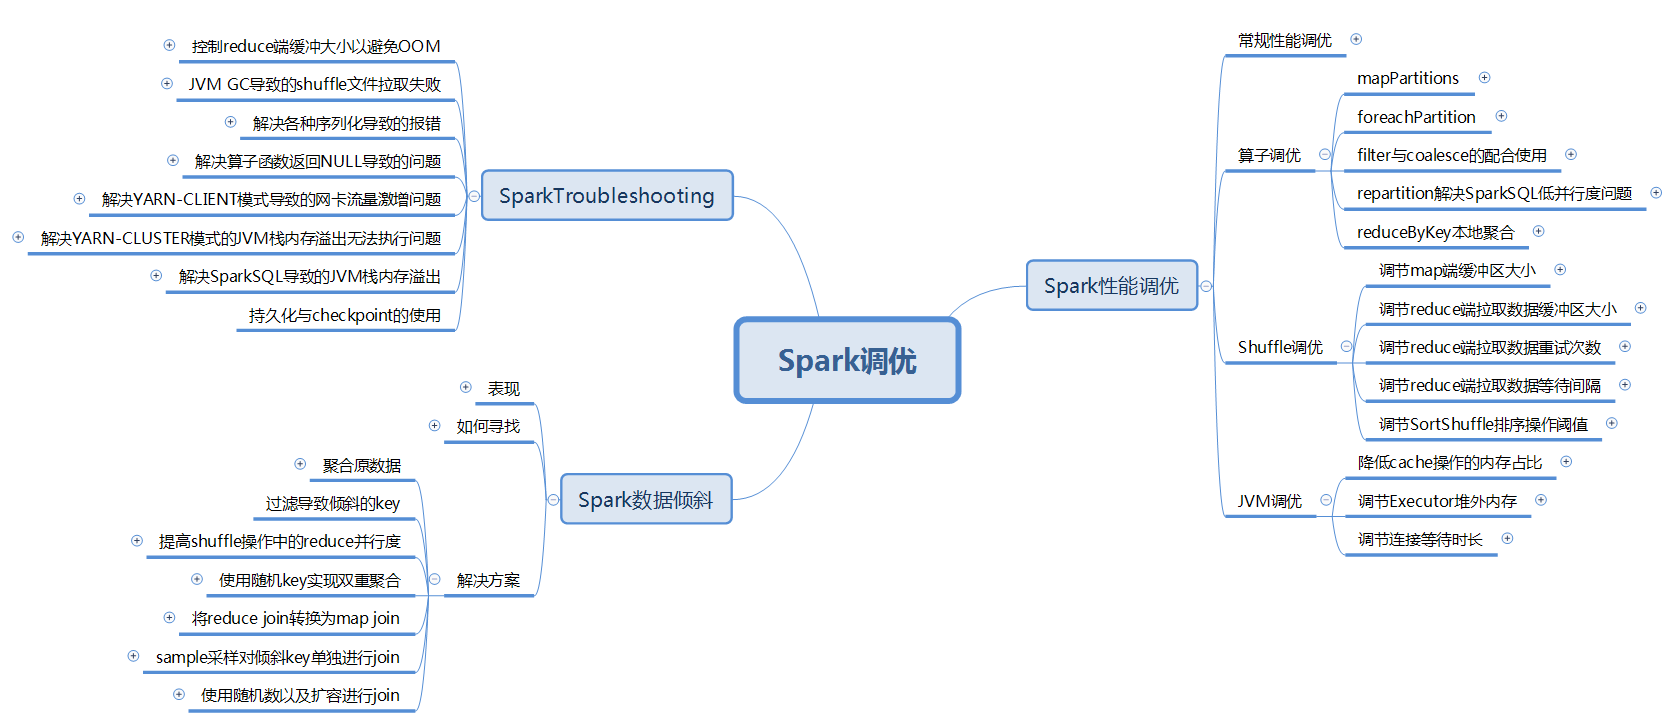 Spark调优
Spark性能调优
常规性能调优
算子调优
mapPartitions
foreachPartition
filter与coalesce的配合使用
repartition解决SparkSQL低并行度问题
reduceByKey本地聚合
Shuffle调优
调节map端缓冲区大小
调节reduce端拉取数据缓冲区大小
调节reduce端拉取数据重试次数
调节reduce端拉取数据等待间隔
调节SortShuffle排序操作阈值
JVM调优
降低cache操作的内存占比
调节Executor堆外内存
调节连接等待时长
SparkTroubleshooting
控制reduce端缓冲大小以避免OOM
JVM GC导致的shuffle文件拉取失败
解决各种序列化导致的报错
解决算子函数返回NULL导致的问题
解决YARN-CLIENT模式导致的网卡流量激增问题
解决YARN-CLUSTER模式的JVM栈内存溢出无法执行问题
解决SparkSQL导致的JVM栈内存溢出
持久化与checkpoint的使用
Spark数据倾斜
表现
如何寻找
解决方案
聚合原数据
过滤导致倾斜的key
提高shuffle操作中的reduce并行度
使用随机key实现双重聚合
将reduce join转换为map join
sample采样对倾斜key单独进行join
使用随机数以及扩容进行join